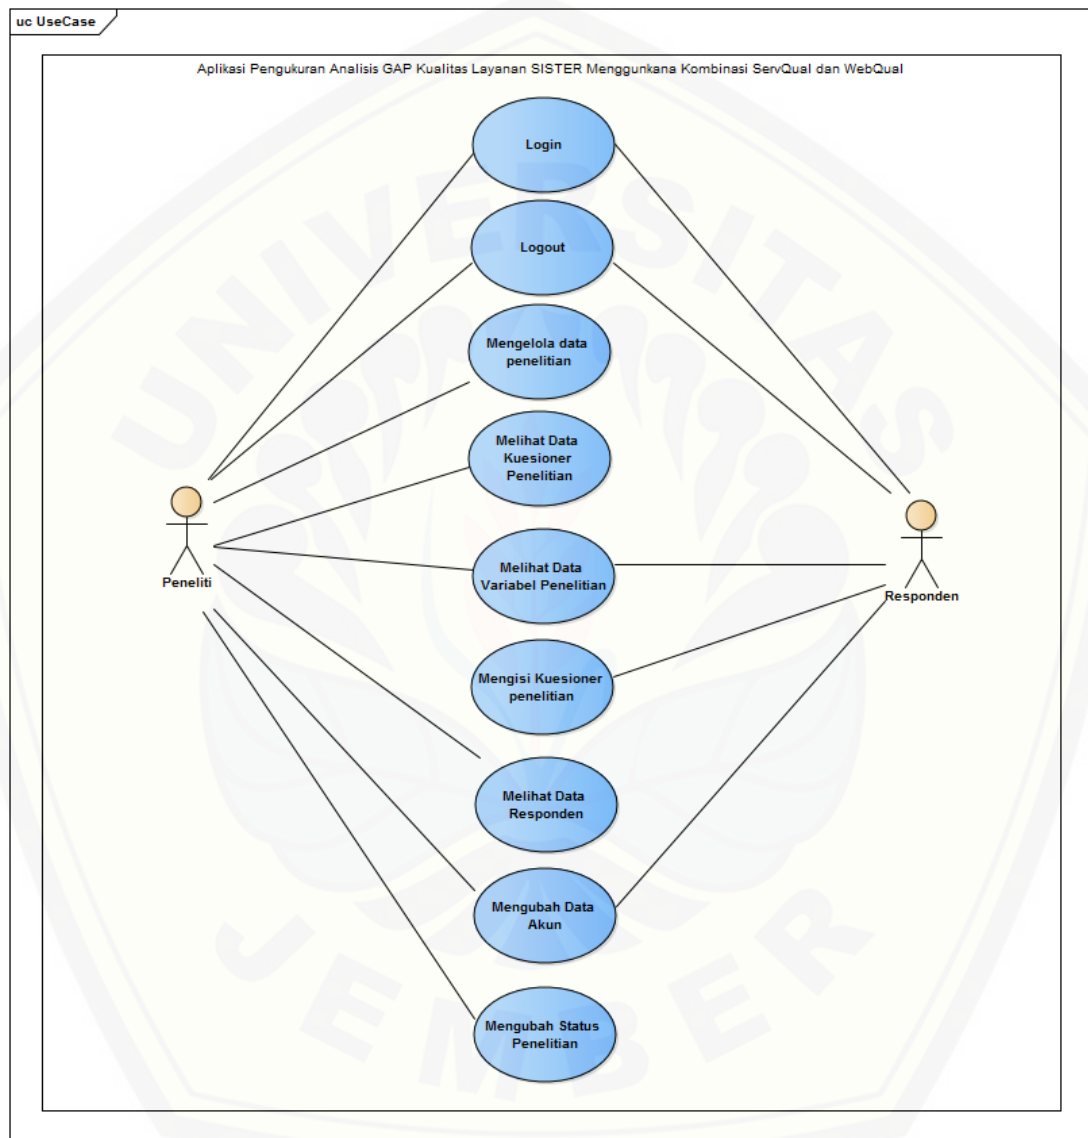 uc UseCase
Aplikasi Pengukuran Analisis GAP Kualitas Layanan SISTER Menggunkana Kombinasi ServQual dan WebQual
Login
Logout
Mengelola data
penelitian
Melihat Data
Kuesioner
Penelitian
Peneliti
Melihat Data
Variabel Penelitian
Responden
Mengisi Kuesioner
penelitian
Melihat Data
Responden
Mengubah Data
Akun
Mengubah Status
Penelitian
UNIVERSITAS
JEMBER